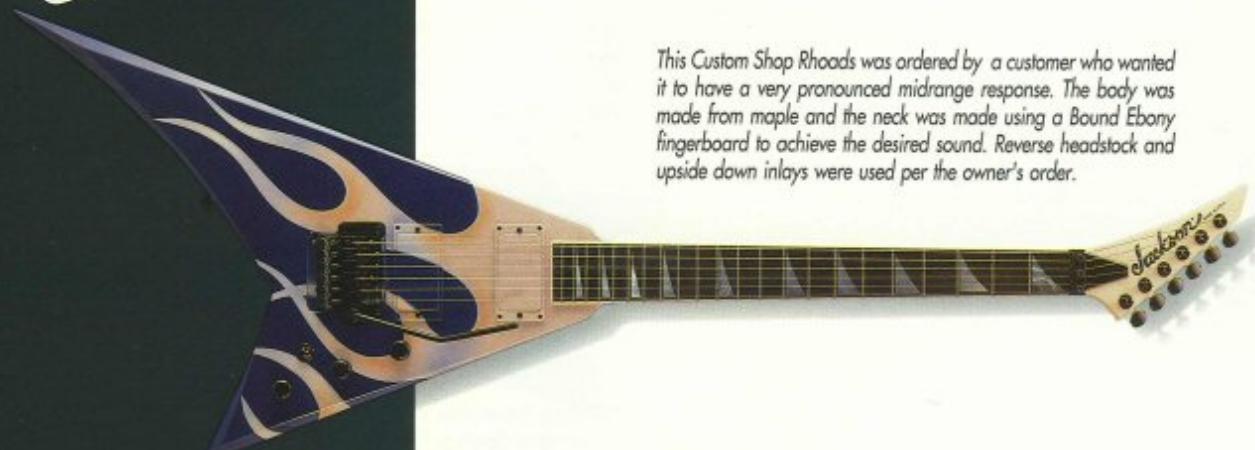 This Custom Shop Rhoads was ordered by a customer who wanted
it to have a very pronounced midrange response. The body was
made from maple and the neck was made using a Bound Ebony
fingerboard to achieve the desired sound. Reverse headstock and
upside down inlays were used per the owner's order.
Jackson